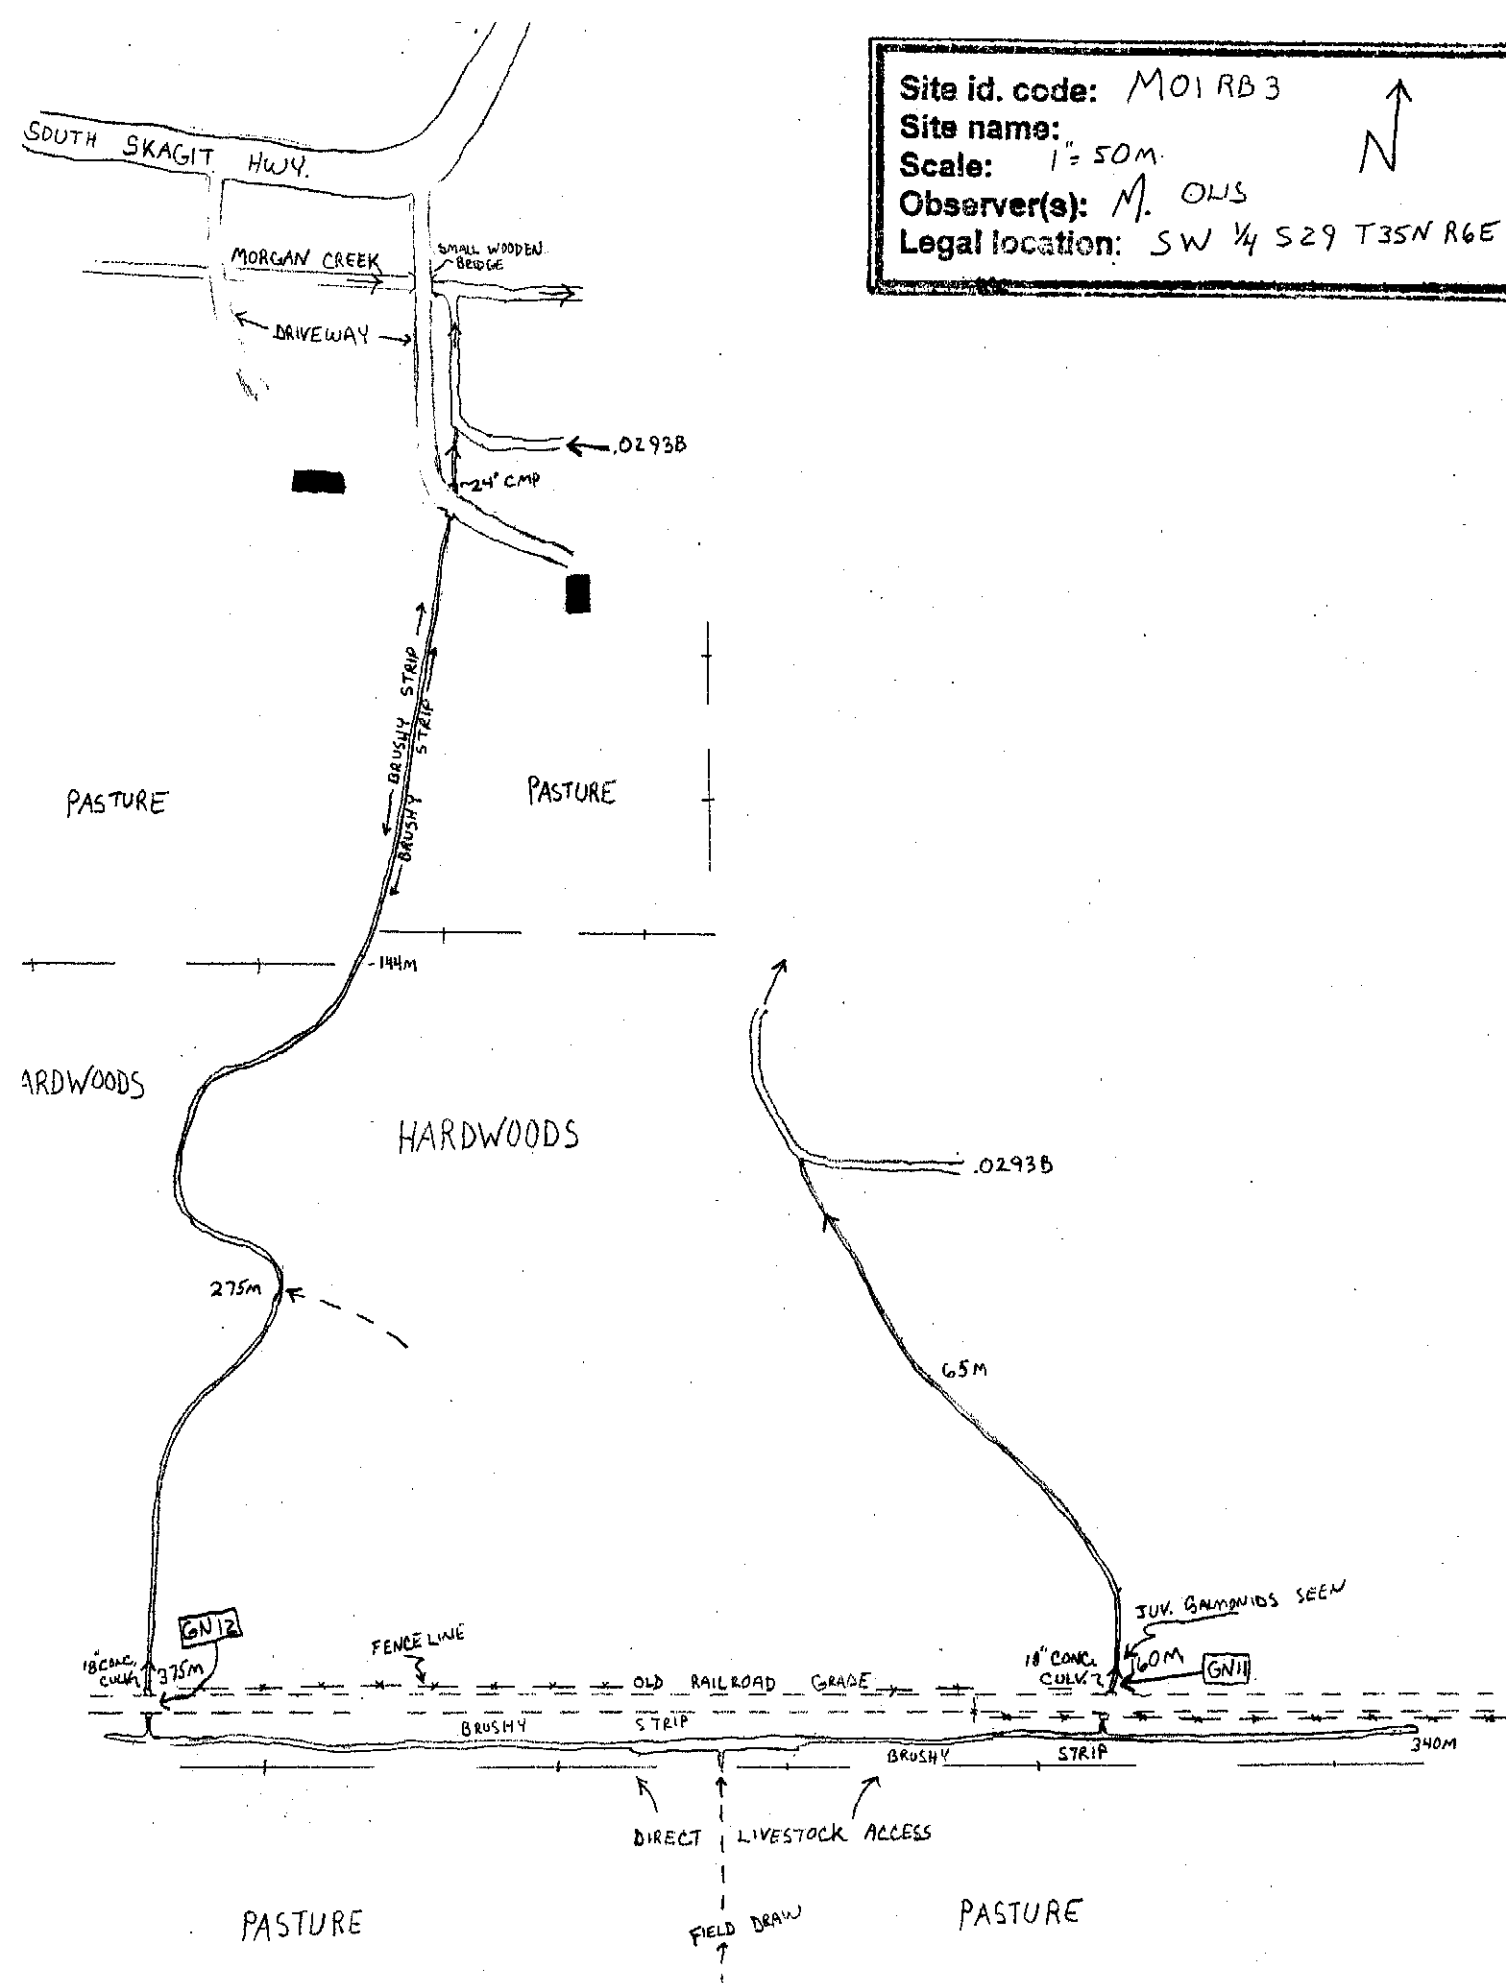 Site id. code: M01RB3
Site name:
Scale: 1" = 50M.
Observer(s): M. OLIS
Legal location: SW 1/4 S29 T35N R6E
N
SOUTH SKAGIT HWY.
MORGAN CREEK
SMALL WOODEN
BRIDGE
DRIVEWAY
.0293B
~24" CMP
BRUSHY STRIP
BRUSHY STRIP
PASTURE
PASTURE
144M
ARDWOODS
HARDWOODS
.0293B
275M
65M
JUV. SALMONIDS SEEN
GN12
FENCE LINE
18" CONC.
CULV.
375M
OLD RAILROAD GRADE
18" CONC.
CULV.
160M
GN11
BRUSHY STRIP
BRUSHY STRIP
340M
DIRECT LIVESTOCK ACCESS
PASTURE
FIELD DRAW
PASTURE